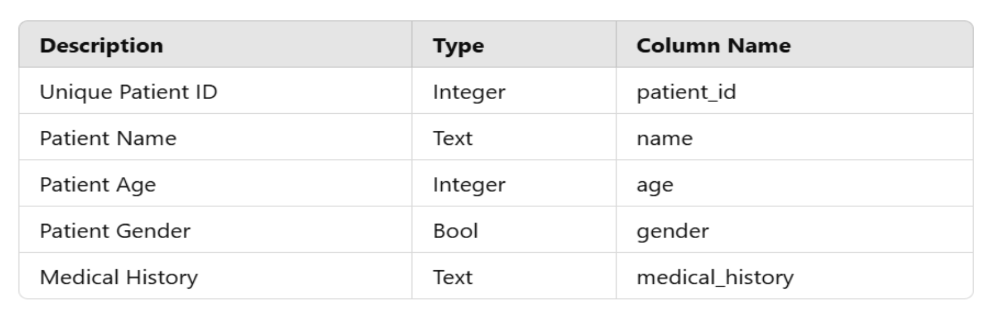 Description Type Column Name
Unique Patient ID Integer patient_id
Patient Name Text name
Patient Age Integer age
Patient Gender Bool gender
Medical History Text medical_history